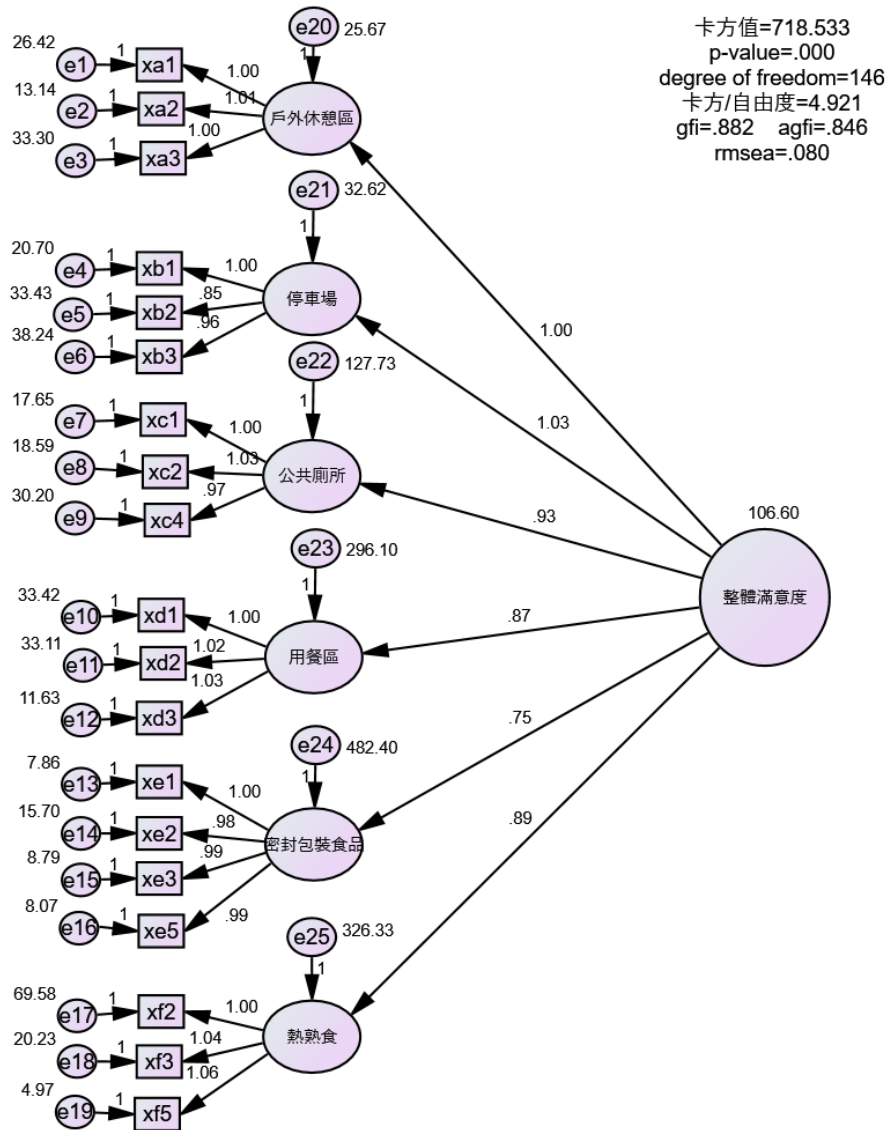 卡方值=718.533
p-value=.000
degree of freedom=146
卡方/自由度=4.921
gfi=.882 agfi=.846
rmsea=.080
e20
25.67
1
26.42
e1
1
xa1
1.00
13.14
e2
1
xa2
1.01
33.30
e3
1
xa3
1.00
戶外休憩區
e21
32.62
1
20.70
e4
1
xb1
1.00
33.43
e5
1
xb2
.85
38.24
e6
1
xb3
.96
停車場
e22
127.73
1
17.65
e7
1
xc1
1.00
18.59
e8
1
xc2
1.03
30.20
e9
1
xc4
.97
公共廁所
e23
296.10
1
33.42
e10
1
xd1
1.00
33.11
e11
1
xd2
1.02
11.63
e12
1
xd3
1.03
用餐區
e24
482.40
1
7.86
e13
1
xe1
1.00
15.70
e14
1
xe2
.98
8.79
e15
1
xe3
.99
8.07
e16
1
xe5
.99
密封包裝食品
e25
326.33
1
69.58
e17
1
xf2
1.00
20.23
e18
1
xf3
1.04
4.97
e19
1
xf5
1.06
熱熟食
1.00
1.03
.93
.87
.75
.89
106.60
整體滿意度